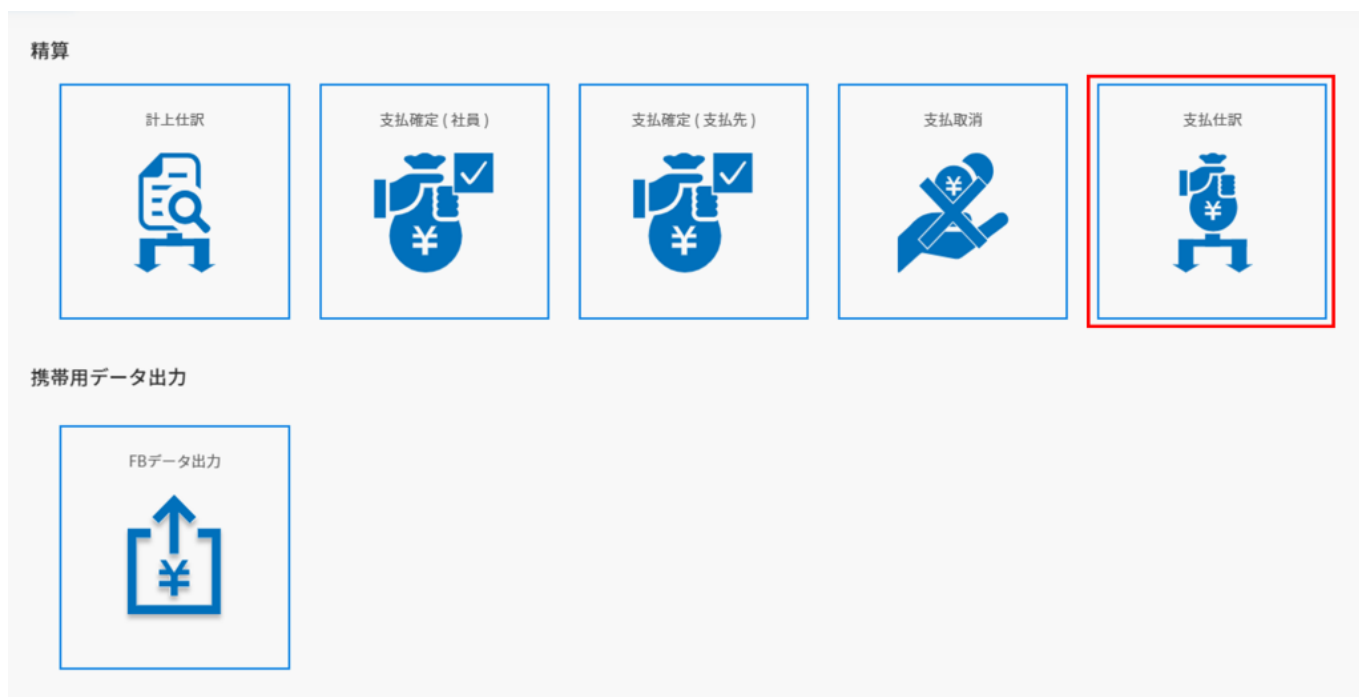 精算
計上仕訳
支払確定 ( 社員 )
支払確定 ( 支払先 )
支払取消
支払仕訳
¥
¥
¥
¥
携帯用データ出力
FBデータ出力
¥